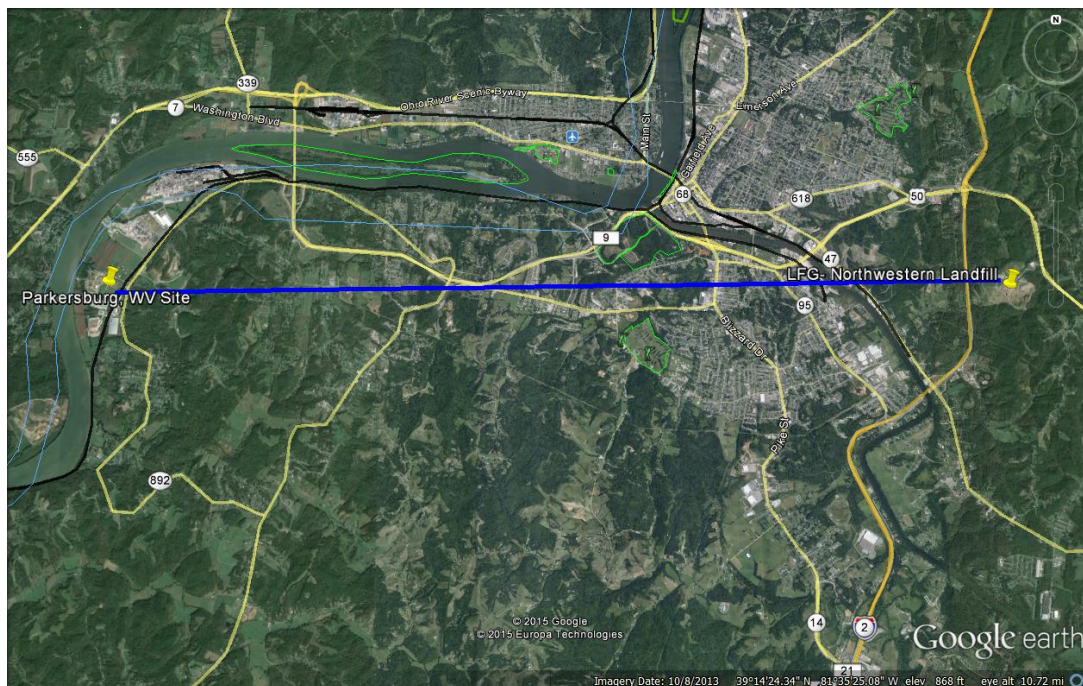 N
339
Ohio River Scenic Byway
7
Washington Blvd
Emerson Ave
Main St
Garfield Ave
555
68
618
50
9
47
LFG- Northwestern Landfill
Parkersburg, WV Site
95
Blizzard Dr
Pike St
892
14
2
21
© 2015 Google
© 2015 Europa Technologies
Google earth
Imagery Date: 10/8/2013 39°14'24.34" N 81°35'25.08" W elev 868 ft eye alt 10.72 mi